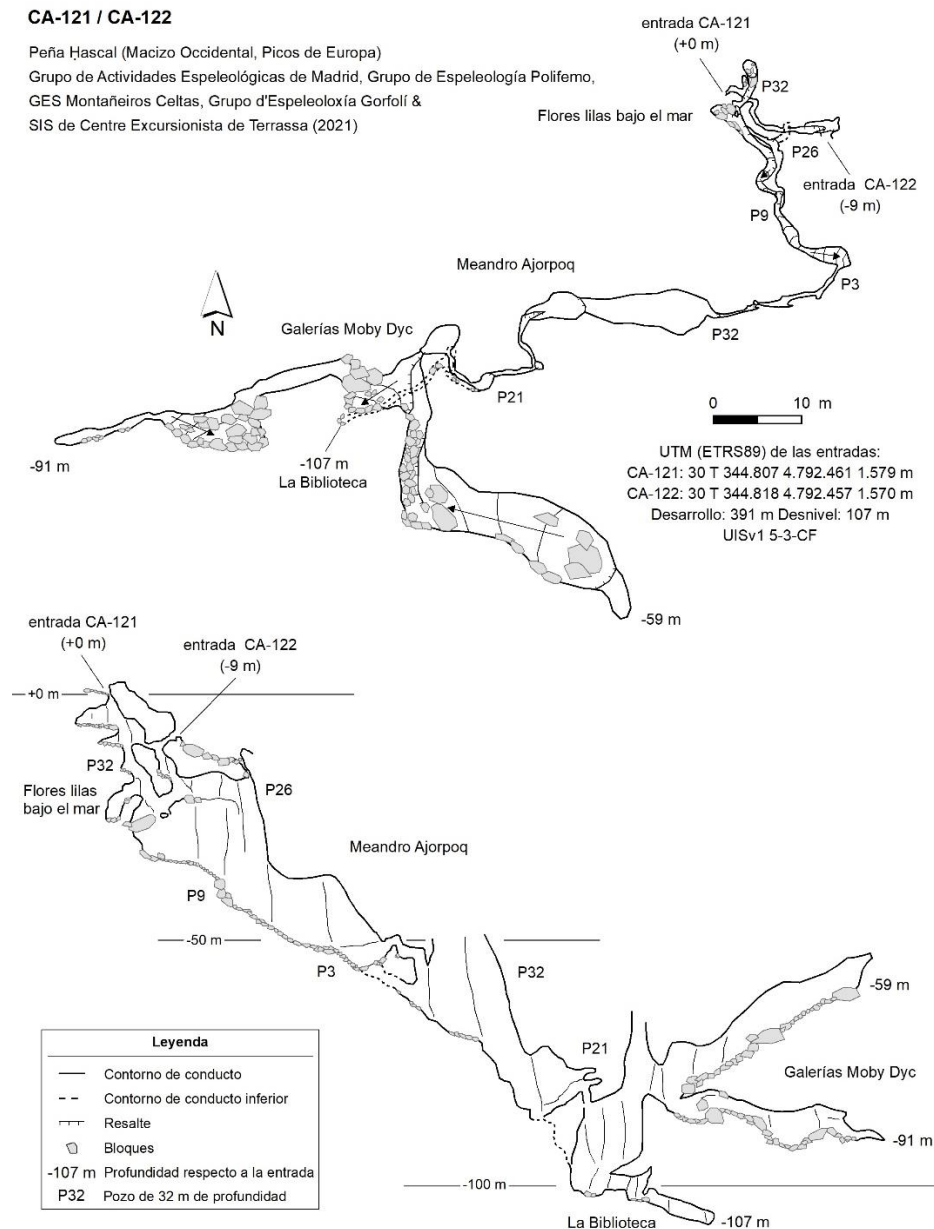 CA-121 / CA-122
Peña Ḥascal (Macizo Occidental, Picos de Europa)
Grupo de Actividades Espeleológicas de Madrid, Grupo de Espeleología Polifemo,
GES Montañeiros Celtas, Grupo d'Espeleoloxía Gorfolí &
SIS de Centre Excursionista de Terrassa (2021)
entrada CA-121
(+0 m)
P32
Flores lilas bajo el mar
P26
entrada CA-122
(-9 m)
P9
P3
Meandro Ajorpoq
N
Galerías Moby Dyc
P32
P21
-91 m
-107 m
La Biblioteca
-59 m
0 10 m
UTM (ETRS89) de las entradas:
CA-121: 30 T 344.807 4.792.461 1.579 m
CA-122: 30 T 344.818 4.792.457 1.570 m
Desarrollo: 391 m Desnivel: 107 m
UISv1 5-3-CF
entrada CA-121
(+0 m)
entrada CA-122
(-9 m)
+0 m
P32
P26
Flores lilas
bajo el mar
Meandro Ajorpoq
P9
-50 m
P3
P32
-59 m
P21
Galerías Moby Dyc
-91 m
-100 m
-107 m
La Biblioteca
Leyenda
Contorno de conducto
Contorno de conducto inferior
Resalte
Bloques
-107 m Profundidad respecto a la entrada
P32 Pozo de 32 m de profundidad